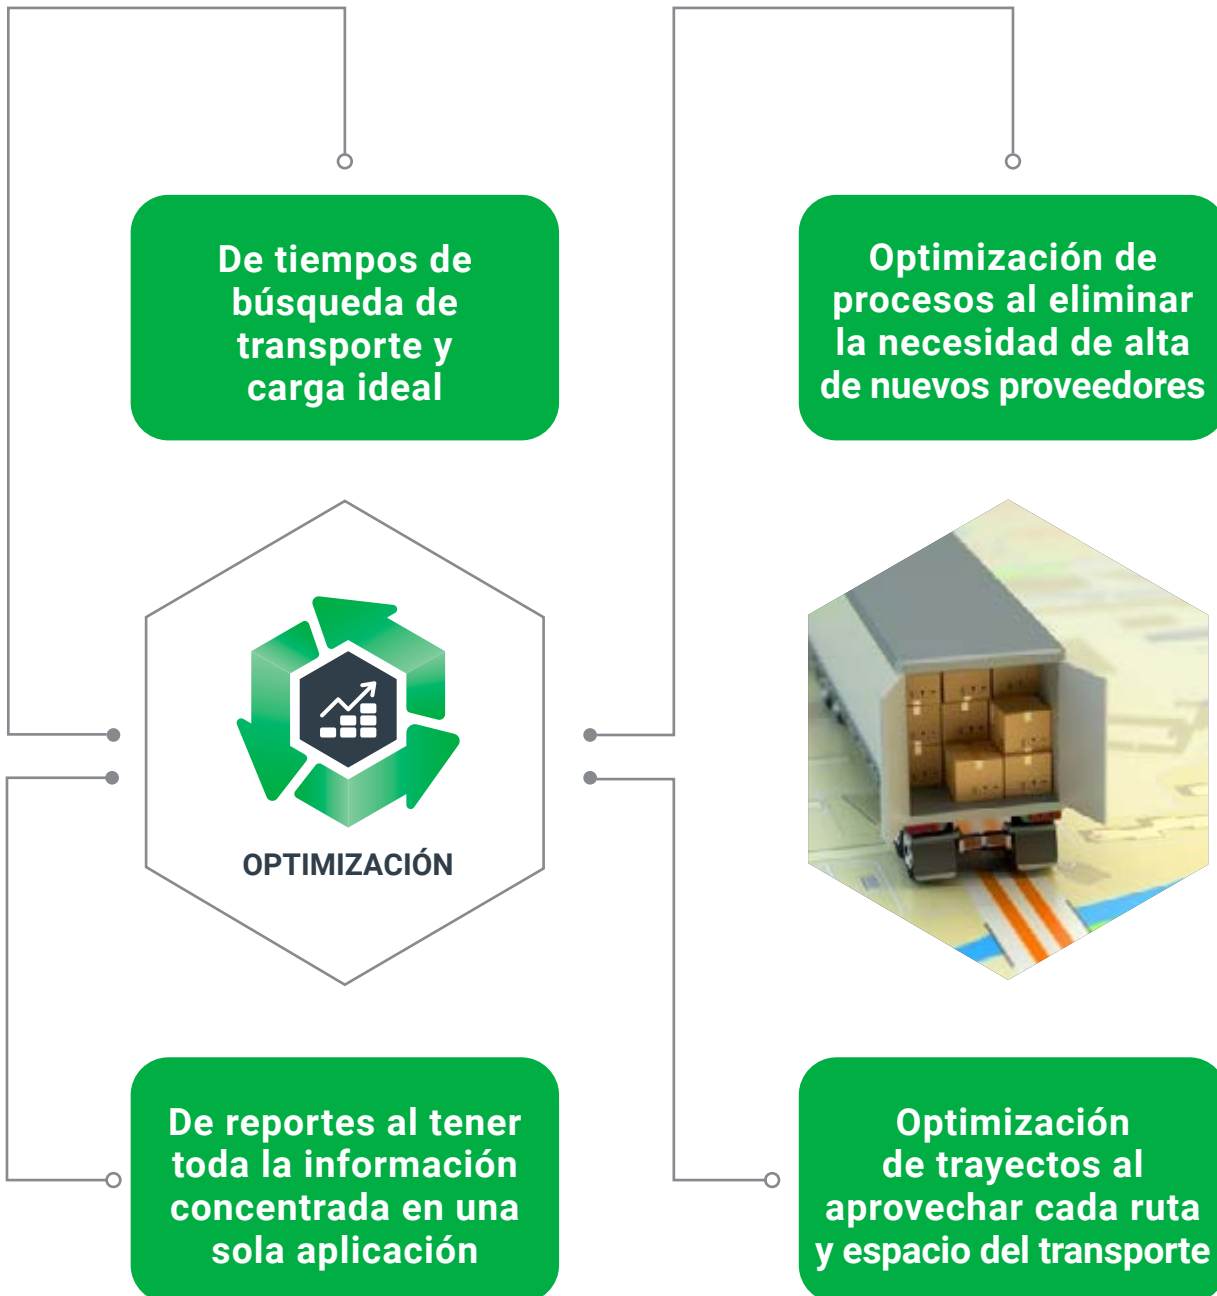 De tiempos de
búsqueda de
transporte y
carga ideal
Optimización de
procesos al eliminar
la necesidad de alta
de nuevos proveedores
OPTIMIZACIÓN
De reportes al tener
toda la información
concentrada en una
sola aplicación
Optimización
de trayectos al
aprovechar cada ruta
y espacio del transporte